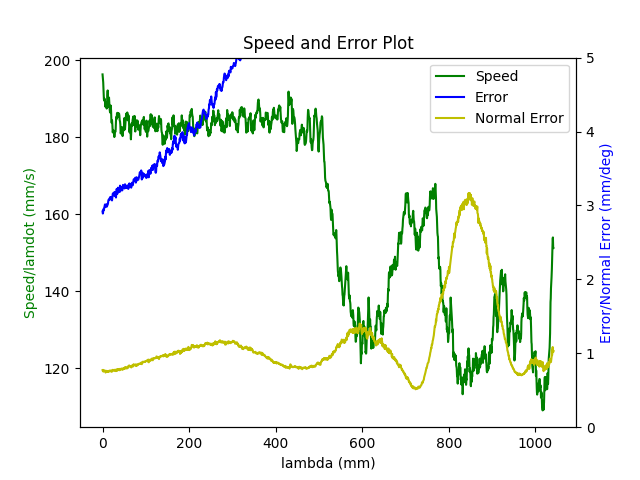 Speed and Error Plot
Speed
Error
Normal Error
200
180
160
140
120
Speed/lamdot (mm/s)
5
4
3
2
1
0
Error/Normal Error (mm/deg)
0 200 400 600 800 1000
lambda (mm)